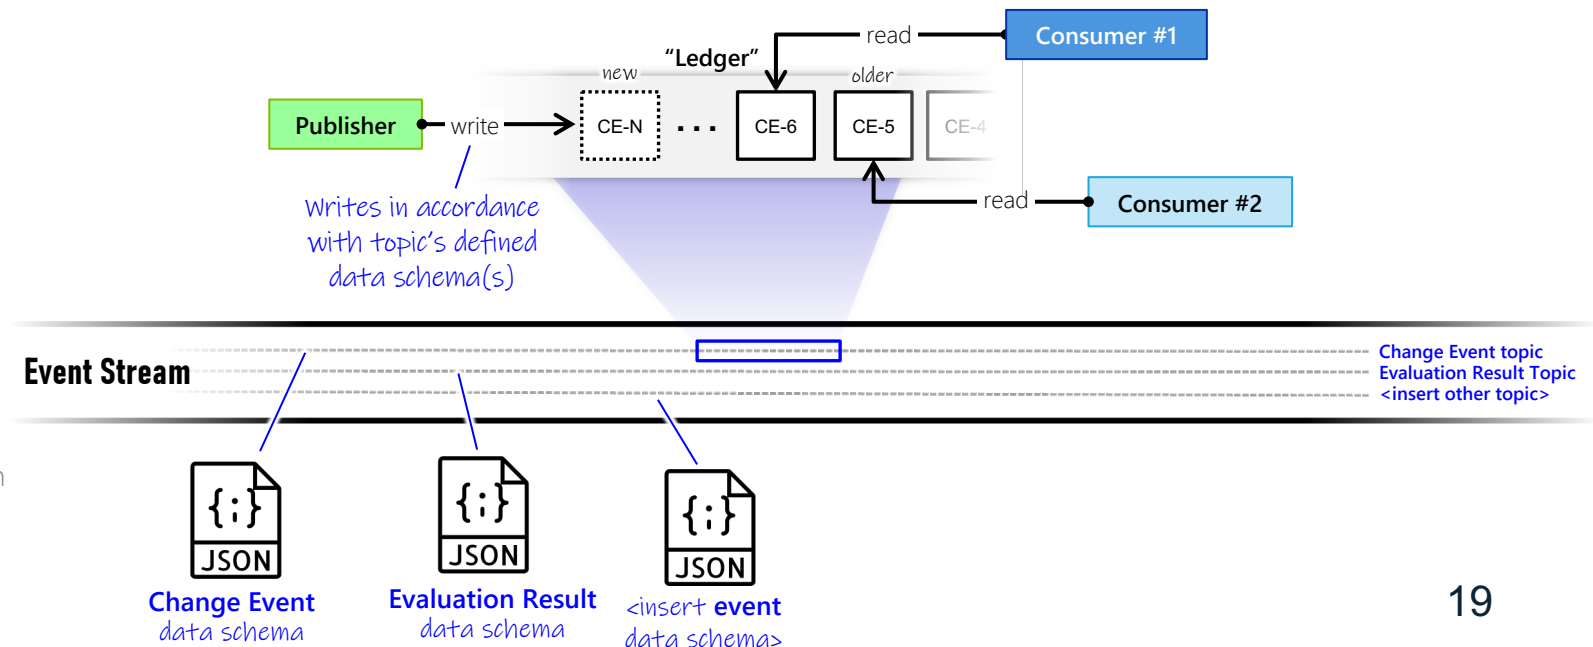 Consumer #1
read
"Ledger"
new
older
Publisher
write
CE-N
...
CE-6
CE-5
CE-4
read
Consumer #2
Writes in accordance
with topic's defined
data schema(s)
Event Stream
Change Event topic
Evaluation Result Topic
<insert other topic>
n
{;}
JSON
Change Event
data schema
{;}
JSON
Evaluation Result
data schema
{;}
JSON
<insert event
data schema>
19